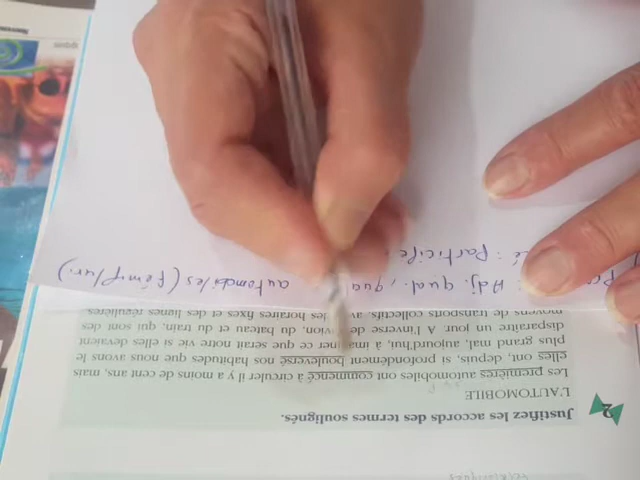 2 Justifiez les accords des termes soulignés.
L'AUTOMOBILE
Les premières automobiles ont commencé à circuler il y a moins de cent ans, mais
elles ont, depuis, si profondément bouleversé nos habitudes que nous avons le
plus grand mal, aujourd'hui, à imaginer ce que serait notre vie si elles devaient
disparaître un jour. A l'inverse de l'avion, du bateau et du train, qui sont des
moyens de transports collectifs, les horaires fixes et des lignes régulières,
: Adj. qual., automobiles (fém. plur.)
: Participe